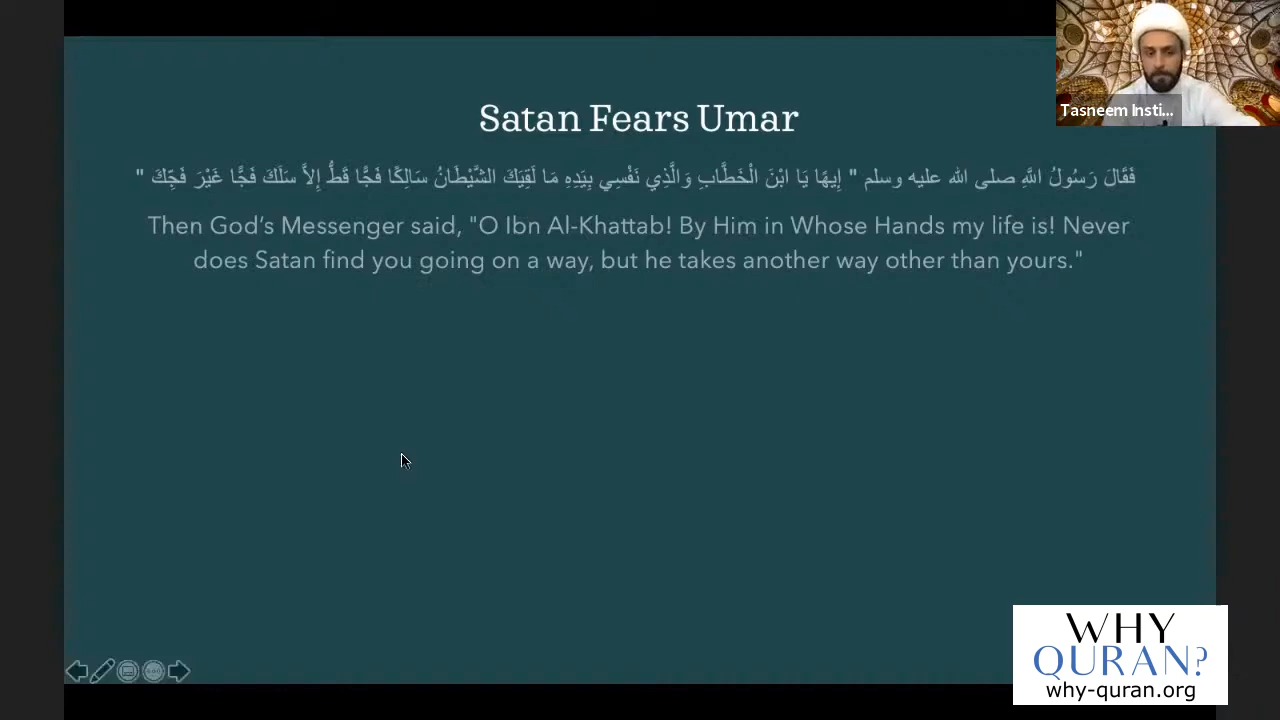 Tasneem Insti...
Satan Fears Umar
فَقَالَ رَسُولُ اللَّهِ صلى الله عليه وسلم " إِيهًا يَا ابْنَ الْخَطَّابِ وَالَّذِي نَفْسِي بِيَدِهِ مَا لَقِيَكَ الشَّيْطَانُ سَالِكًا فَجًّا قَطُّ إِلاَّ سَلَكَ فَجًّا غَيْرَ فَجِّكَ "
Then God's Messenger said, "O Ibn Al-Khattab! By Him in Whose Hands my life is! Never
does Satan find you going on a way, but he takes another way other than yours."
WHY
QURAN?
why-quran.org